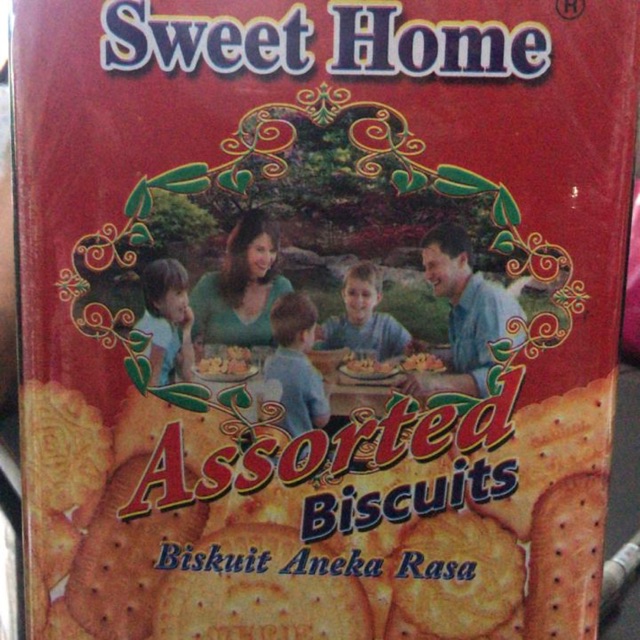 Sweet Home ®
Assorted
Biscuits
Biskuit Aneka Rasa